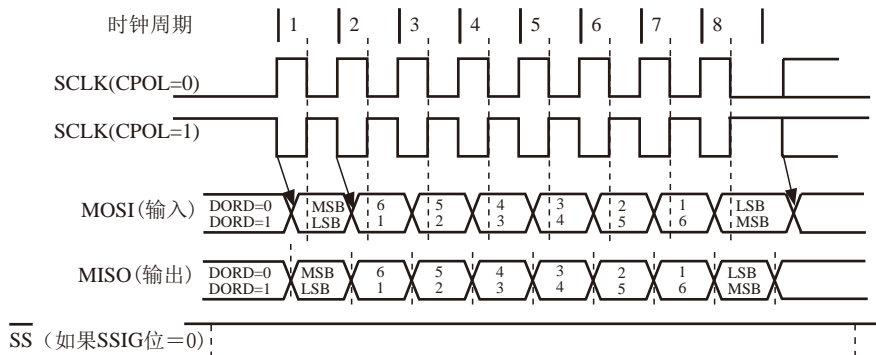 时钟周期 1 2 3 4 5 6 7 8
SCLK(CPOL=0)
SCLK(CPOL=1)
MOSI(输入) DORD=0 MSB 6 5 4 3 2 1 LSB
DORD=1 LSB 1 2 3 4 5 6 MSB
MISO(输出) DORD=0 MSB 6 5 4 3 2 1 LSB
DORD=1 LSB 1 2 3 4 5 6 MSB
SS（如果SSIG位＝0）